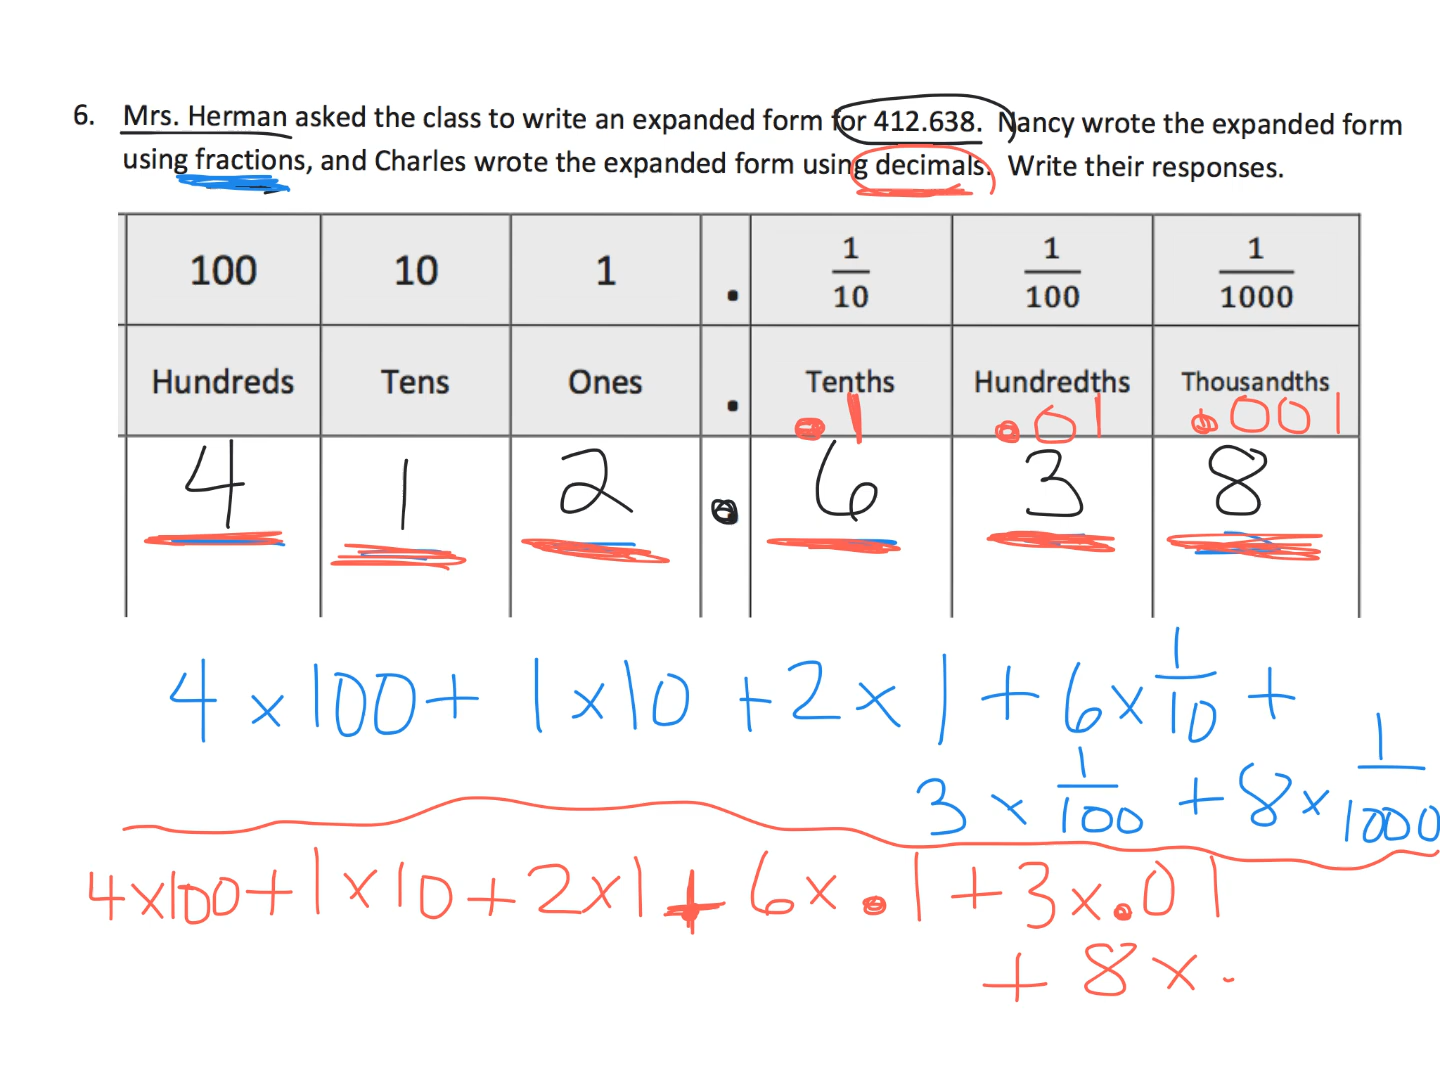 6. Mrs. Herman asked the class to write an expanded form for 412.638. Nancy wrote the expanded form
using fractions, and Charles wrote the expanded form using decimals. Write their responses.
100 10 1 . 1/10 1/100 1/1000
Hundreds Tens Ones . Tenths Hundredths Thousandths
.1 .01 .001
4 1 2 . 6 3 8
4 × 100 + 1 × 10 + 2 × 1 + 6 × 1/10 +
3 × 1/100 + 8 × 1/1000
4 × 100 + 1 × 10 + 2 × 1 + 6 × .1 + 3 × .01
+ 8 × .